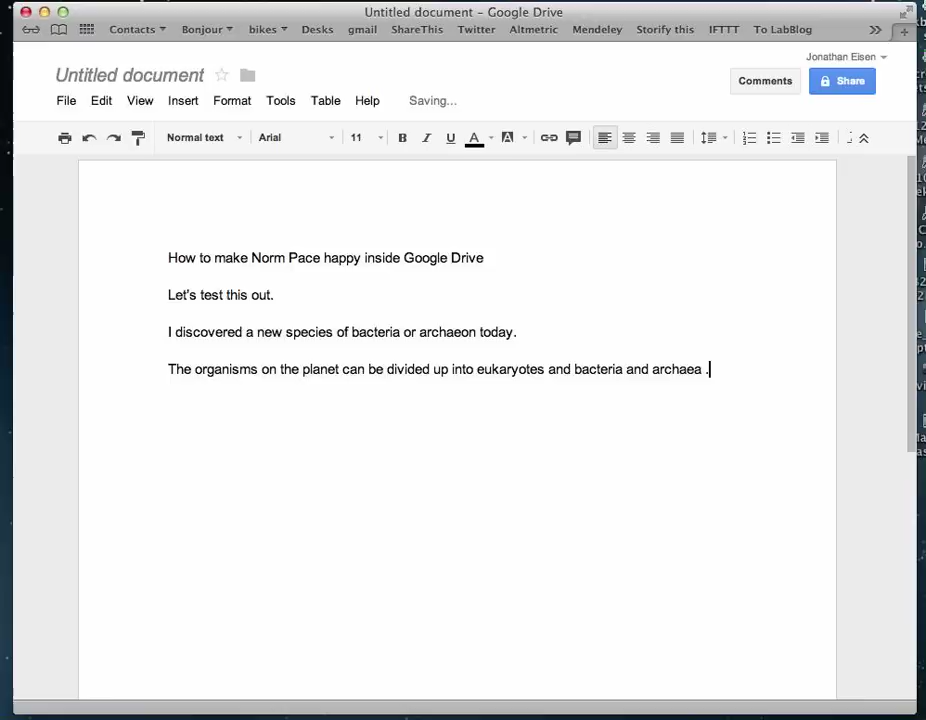 Untitled document – Google Drive
Contacts Bonjour bikes Desks gmail ShareThis Twitter Altmetric Mendeley Storify this IFTTT To LabBlog
Jonathan Eisen
Untitled document
Comments Share
File Edit View Insert Format Tools Table Help Saving...
Normal text Arial 11 B I U A A
How to make Norm Pace happy inside Google Drive
Let's test this out.
I discovered a new species of bacteria or archaeon today.
The organisms on the planet can be divided up into eukaryotes and bacteria and archaea .